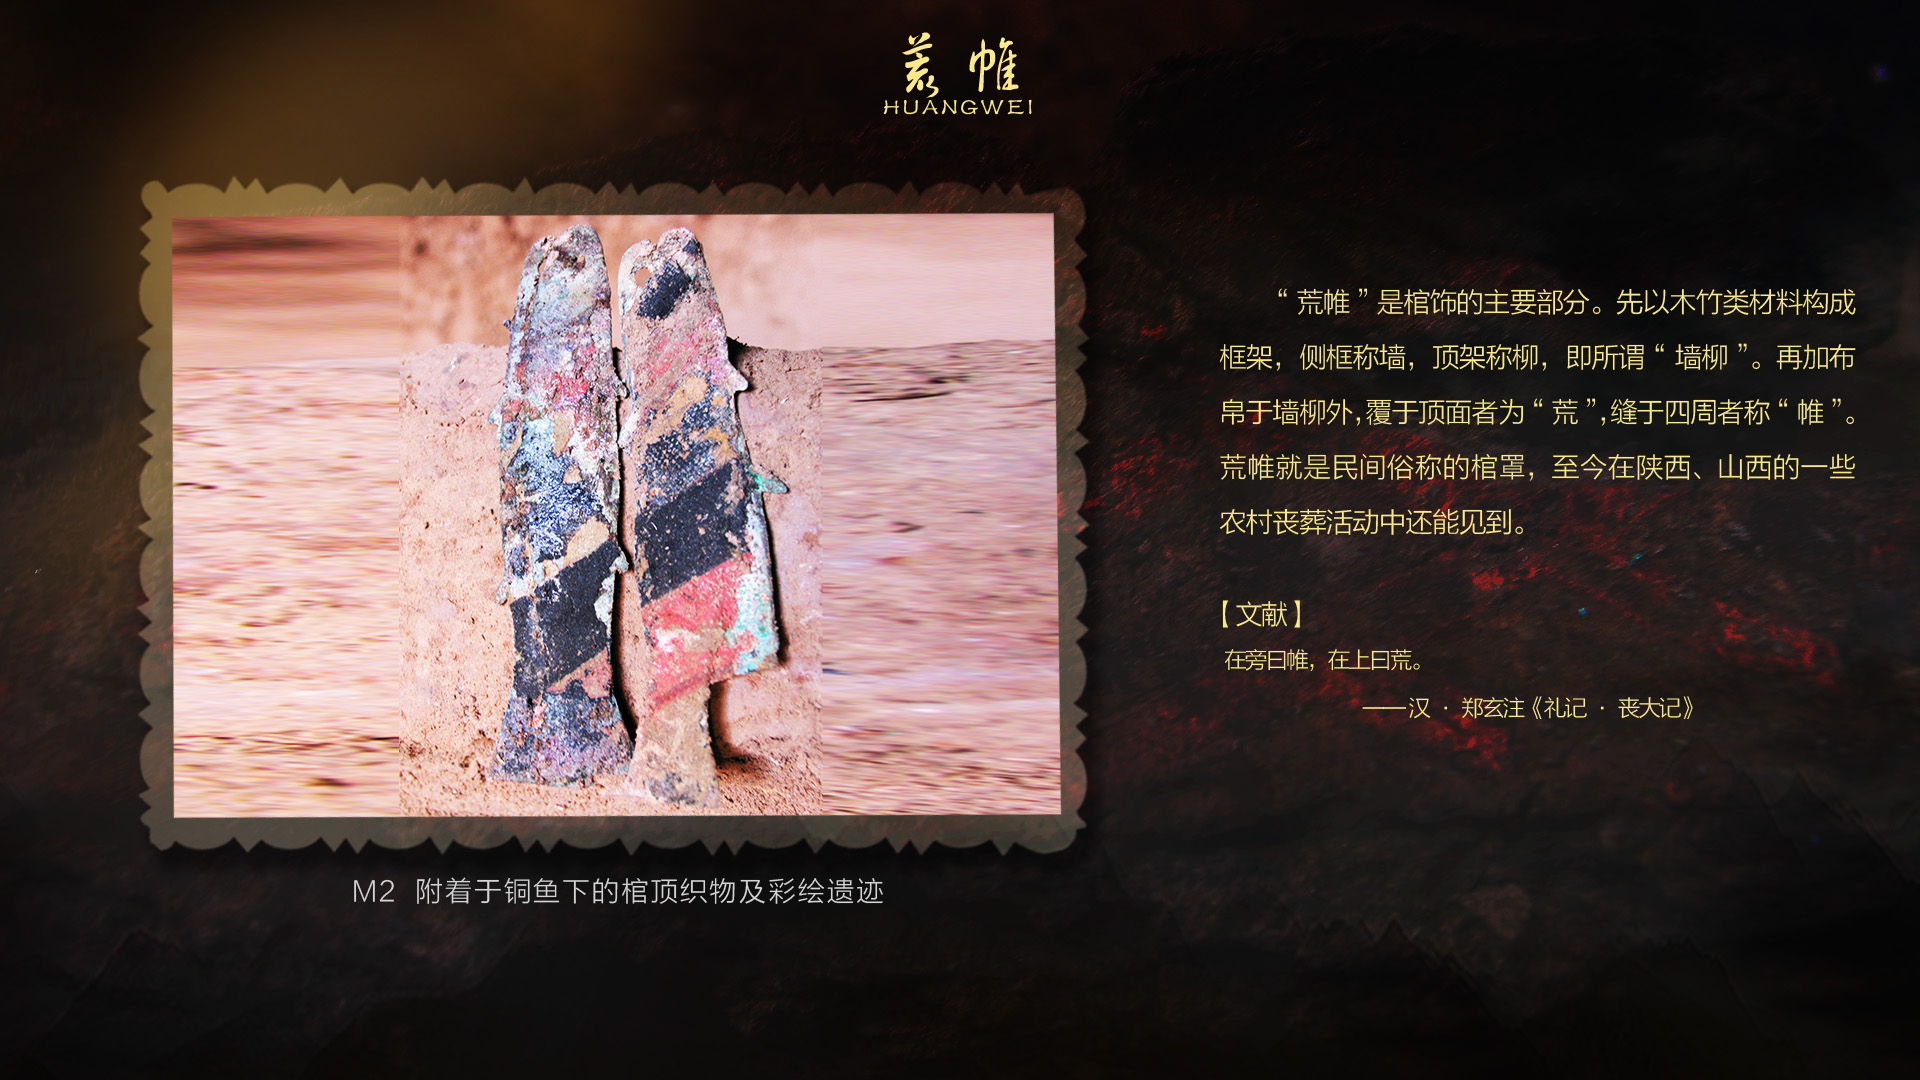 荒帷
HUANGWEI
“荒帷”是棺饰的主要部分。先以木竹类材料构成
框架，侧框称墙，顶架称柳，即所谓“墙柳”。再加布
帛于墙柳外，覆于顶面者为“荒”，缝于四周者称“帷”。
荒帷就是民间俗称的棺罩，至今在陕西、山西的一些
农村丧葬活动中还能见到。
【文献】
在旁曰帷，在上曰荒。
——汉·郑玄注《礼记·丧大记》
M2 附着于铜鱼下的棺顶织物及彩绘遗迹